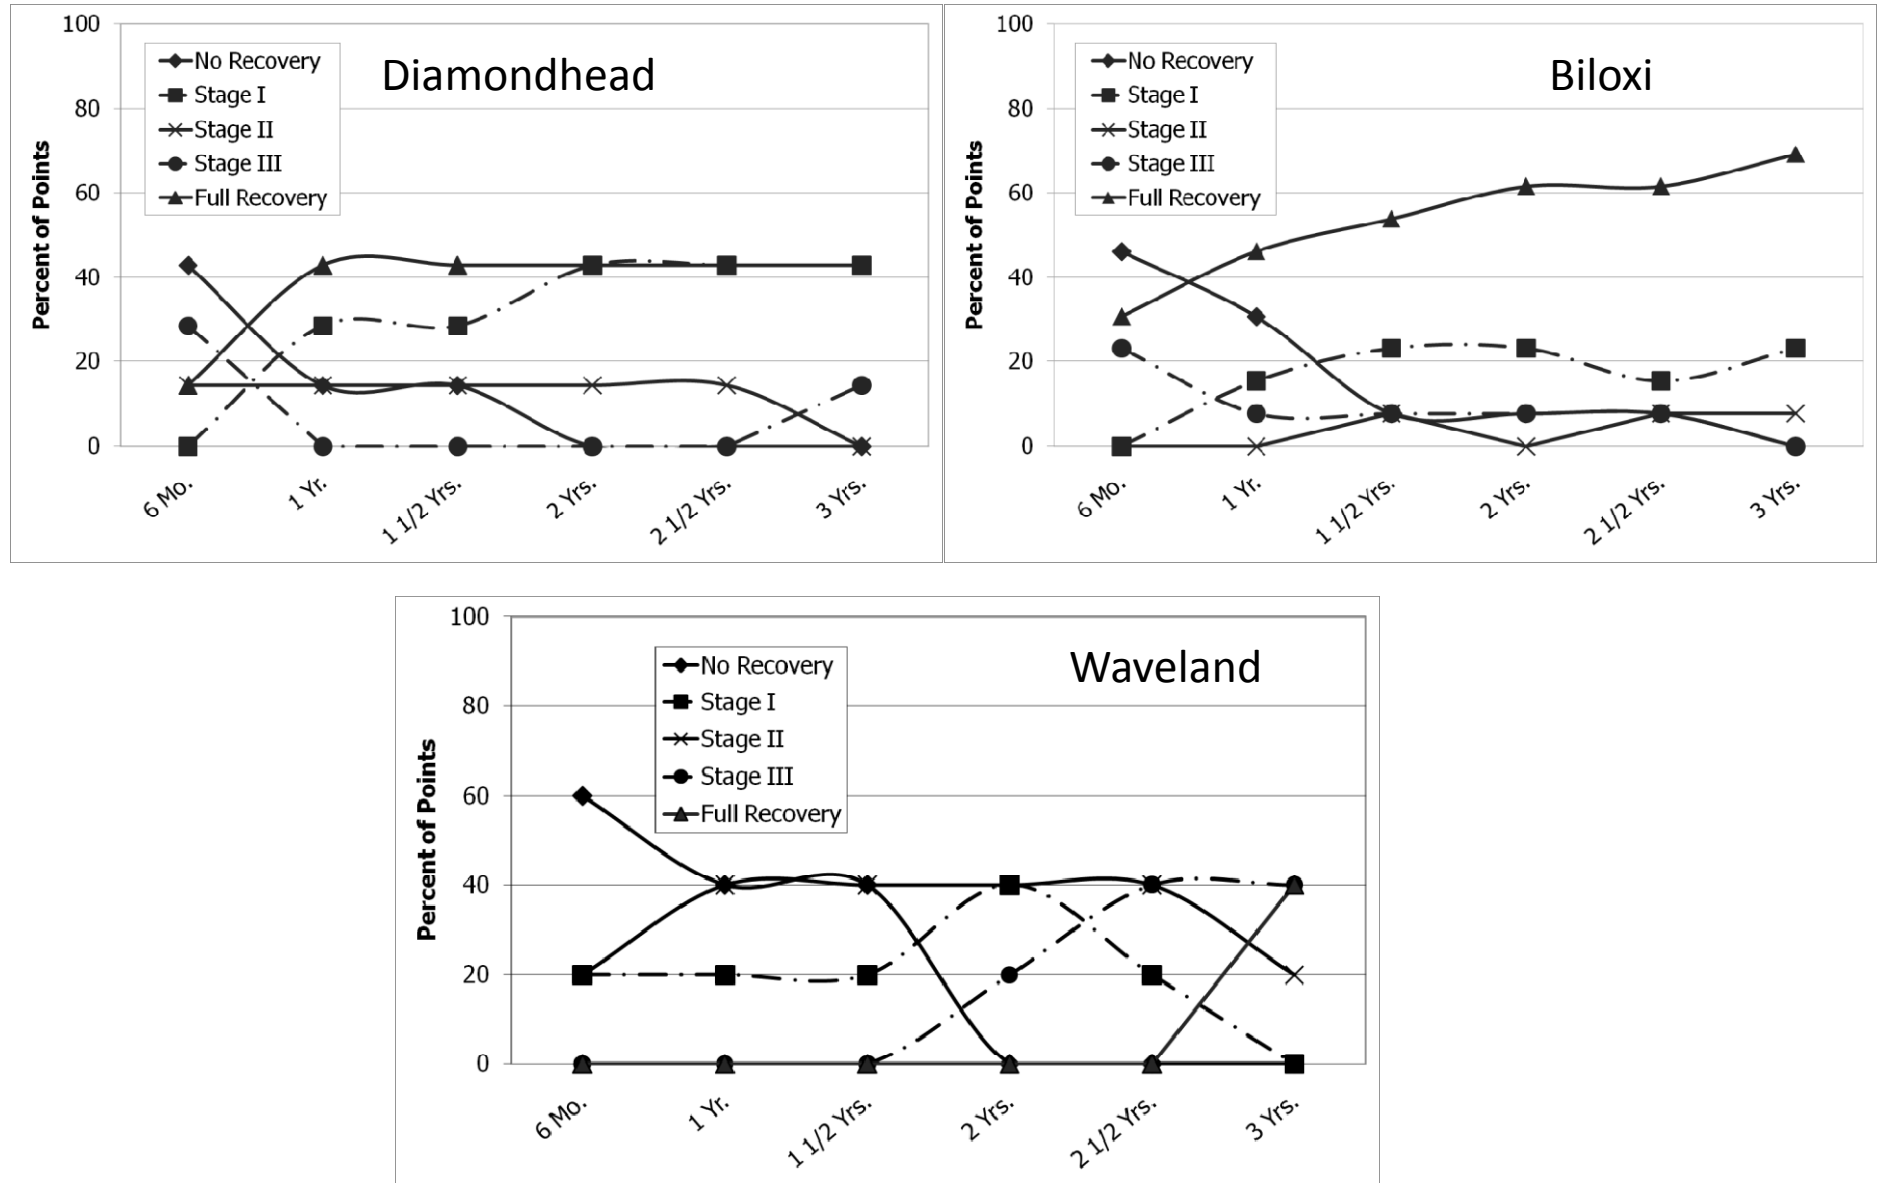 Diamondhead
100
80
60
40
20
0
Percent of Points
No Recovery
Stage I
Stage II
Stage III
Full Recovery
6 Mo.
1 Yr.
1 1/2 Yrs.
2 Yrs.
2 1/2 Yrs.
3 Yrs.
Biloxi
100
80
60
40
20
0
Percent of Points
No Recovery
Stage I
Stage II
Stage III
Full Recovery
6 Mo.
1 Yr.
1 1/2 Yrs.
2 Yrs.
2 1/2 Yrs.
3 Yrs.
Waveland
100
80
60
40
20
0
Percent of Points
No Recovery
Stage I
Stage II
Stage III
Full Recovery
6 Mo.
1 Yr.
1 1/2 Yrs.
2 Yrs.
2 1/2 Yrs.
3 Yrs.